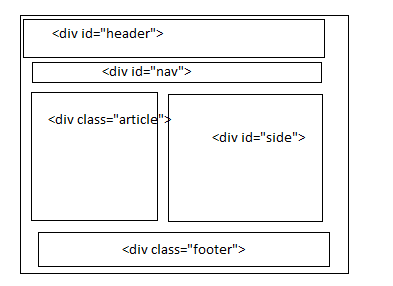 <div id="header">
<div id="nav">
<div class="article">
<div id="side">
<div class="footer">